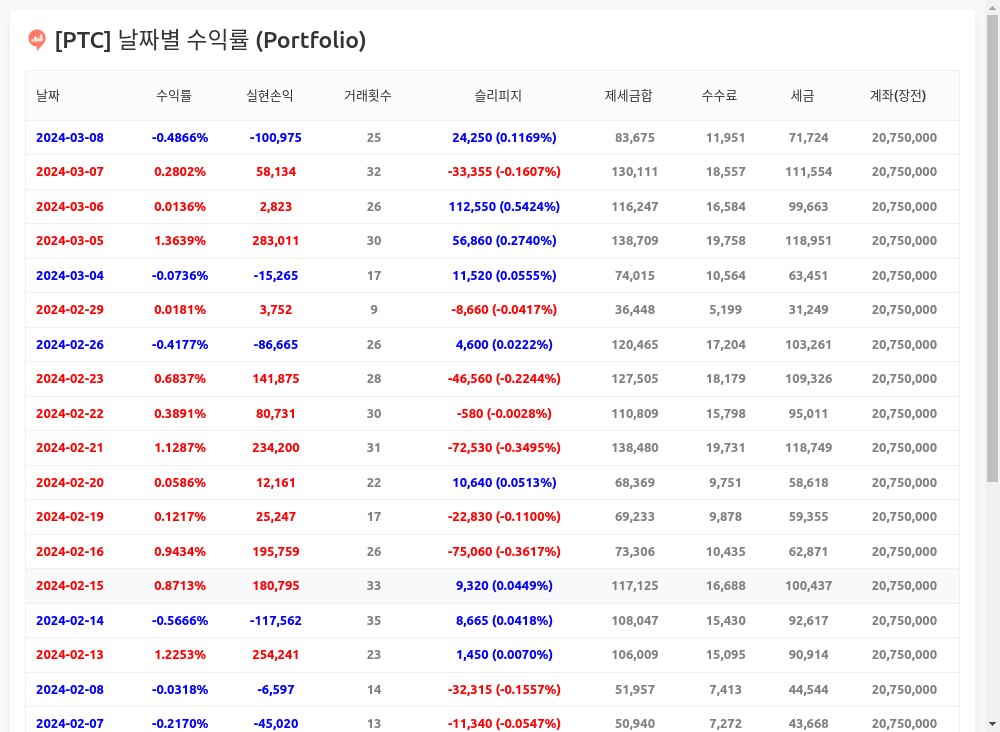 [PTC] 날짜별 수익률 (Portfolio)
날짜 수익률 실현손익 거래횟수 슬리피지 제세금합 수수료 세금 계좌(장전)
2024-03-08 -0.4866% -100,975 25 24,250 (0.1169%) 83,675 11,951 71,724 20,750,000
2024-03-07 0.2802% 58,134 32 -33,355 (-0.1607%) 130,111 18,557 111,554 20,750,000
2024-03-06 0.0136% 2,823 26 112,550 (0.5424%) 116,247 16,584 99,663 20,750,000
2024-03-05 1.3639% 283,011 30 56,860 (0.2740%) 138,709 19,758 118,951 20,750,000
2024-03-04 -0.0736% -15,265 17 11,520 (0.0555%) 74,015 10,564 63,451 20,750,000
2024-02-29 0.0181% 3,752 9 -8,660 (-0.0417%) 36,448 5,199 31,249 20,750,000
2024-02-26 -0.4177% -86,665 26 4,600 (0.0222%) 120,465 17,204 103,261 20,750,000
2024-02-23 0.6837% 141,875 28 -46,560 (-0.2244%) 127,505 18,179 109,326 20,750,000
2024-02-22 0.3891% 80,731 30 -580 (-0.0028%) 110,809 15,798 95,011 20,750,000
2024-02-21 1.1287% 234,200 31 -72,530 (-0.3495%) 138,480 19,731 118,749 20,750,000
2024-02-20 0.0586% 12,161 22 10,640 (0.0513%) 68,369 9,751 58,618 20,750,000
2024-02-19 0.1217% 25,247 17 -22,830 (-0.1100%) 69,233 9,878 59,355 20,750,000
2024-02-16 0.9434% 195,759 26 -75,060 (-0.3617%) 73,306 10,435 62,871 20,750,000
2024-02-15 0.8713% 180,795 33 9,320 (0.0449%) 117,125 16,688 100,437 20,750,000
2024-02-14 -0.5666% -117,562 35 8,665 (0.0418%) 108,047 15,430 92,617 20,750,000
2024-02-13 1.2253% 254,241 23 1,450 (0.0070%) 106,009 15,095 90,914 20,750,000
2024-02-08 -0.0318% -6,597 14 -32,315 (-0.1557%) 51,957 7,413 44,544 20,750,000
2024-02-07 -0.2170% -45,020 13 -11,340 (-0.0547%) 50,940 7,272 43,668 20,750,000